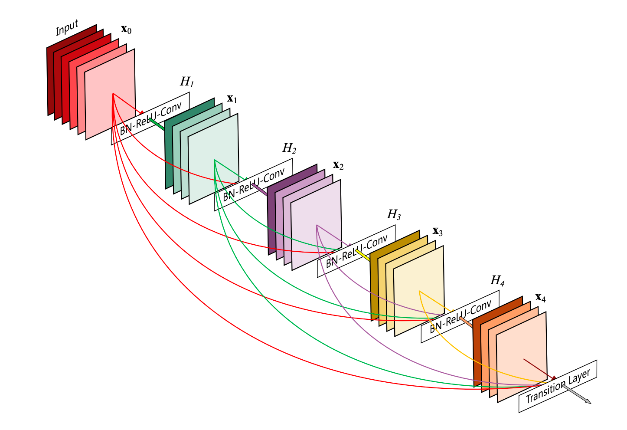 Input
x0
H1
BN-ReLU-Conv
x1
H2
BN-ReLU-Conv
x2
H3
BN-ReLU-Conv
x3
H4
BN-ReLU-Conv
x4
Transition Layer